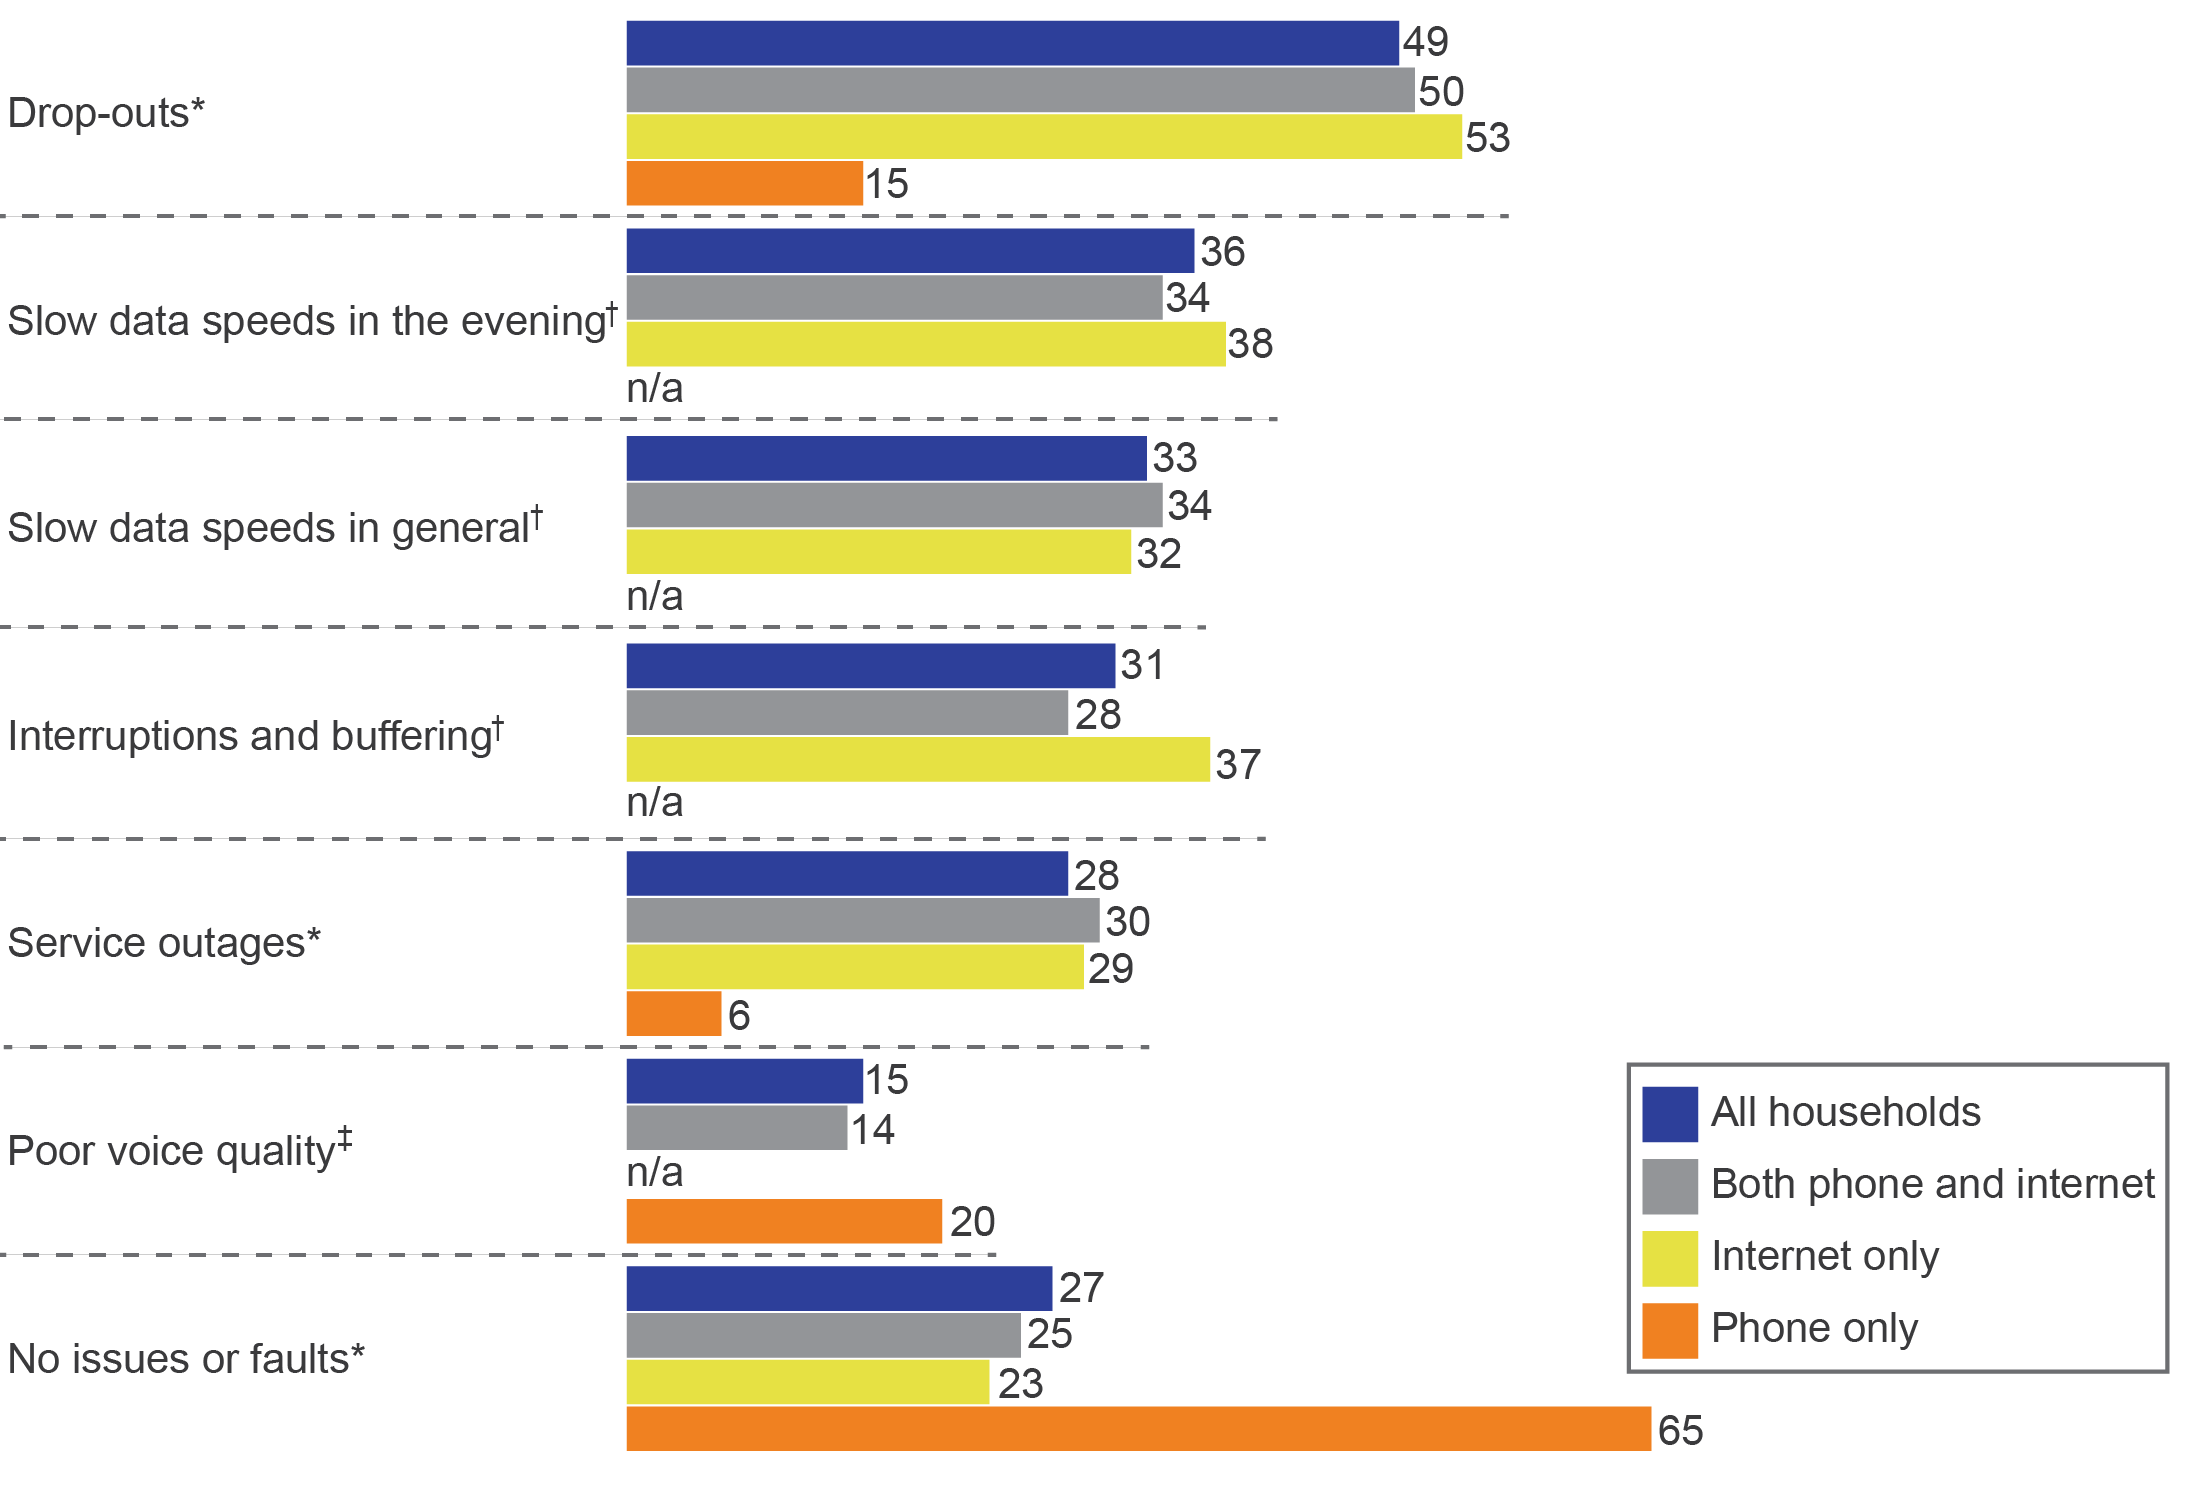 49
50
Drop-outs*
53
15
36
34
Slow data speeds in the evening†
38
n/a
33
34
Slow data speeds in general†
32
n/a
31
28
Interruptions and buffering†
37
n/a
28
30
Service outages*
29
6
15
14
Poor voice quality‡
n/a
20
27
25
No issues or faults*
23
65
All households
Both phone and internet
Internet only
Phone only